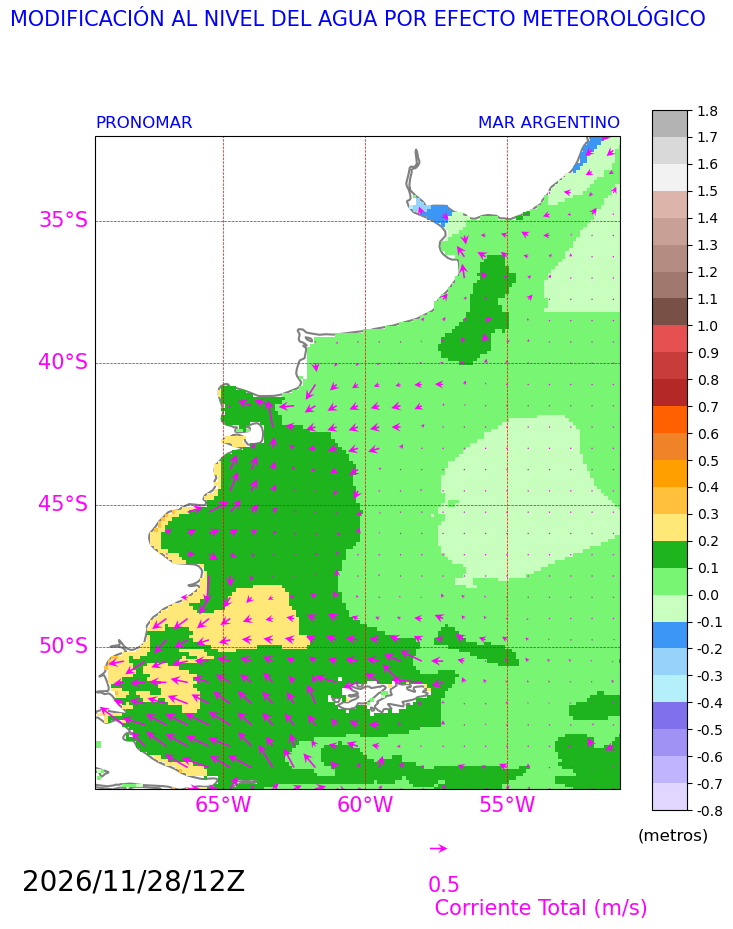 MODIFICACIÓN AL NIVEL DEL AGUA POR EFECTO METEOROLÓGICO
PRONOMAR MAR ARGENTINO
35°S
40°S
45°S
50°S
65°W 60°W 55°W
1.8
1.7
1.6
1.5
1.4
1.3
1.2
1.1
1.0
0.9
0.8
0.7
0.6
0.5
0.4
0.3
0.2
0.1
0.0
-0.1
-0.2
-0.3
-0.4
-0.5
-0.6
-0.7
-0.8
(metros)
2026/11/28/12Z
0.5
Corriente Total (m/s)